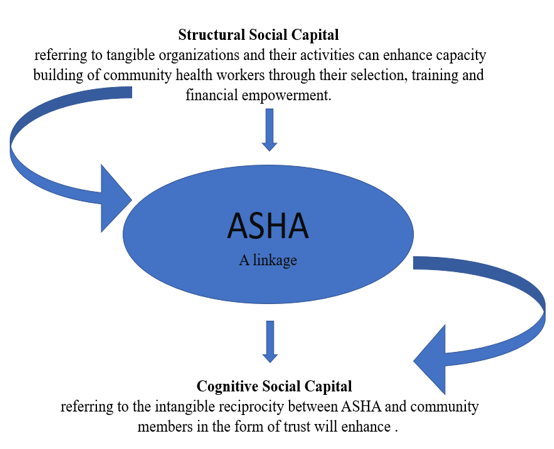 Structural Social Capital
referring to tangible organizations and their activities can enhance capacity
building of community health workers through their selection, training and
financial empowerment.
ASHA
A linkage
Cognitive Social Capital
referring to the intangible reciprocity between ASHA and community
members in the form of trust will enhance .